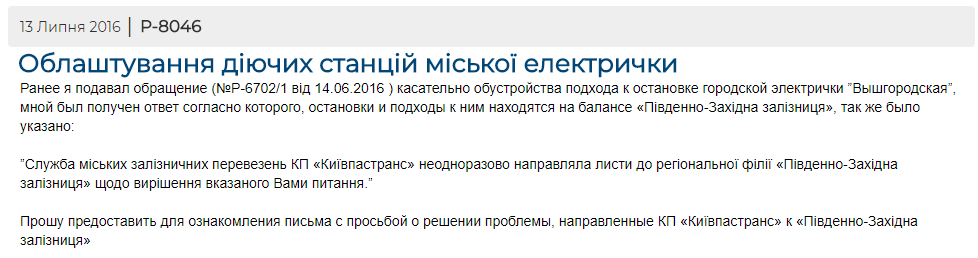 13 Липня 2016 | Р-8046
Облаштування діючих станцій міської електрички
Ранее я подавал обращение (№Р-6702/1 від 14.06.2016 ) касательно обустройства подхода к остановке городской электрички ”Вышгородская”,
мной был получен ответ согласно которого, остановки и подходы к ним находятся на балансе «Південно-Західна залізниця», так же было
указано:
”Служба міських залізничних перевезень КП «Київпастранс» неодноразово направляла листи до регіональної філії «Південно-Західна
залізниця» щодо вирішення вказаного Вами питання.”
Прошу предоставить для ознакомления письма с просьбой о решении проблемы, направленные КП «Київпастранс» к «Південно-Західна
залізниця»